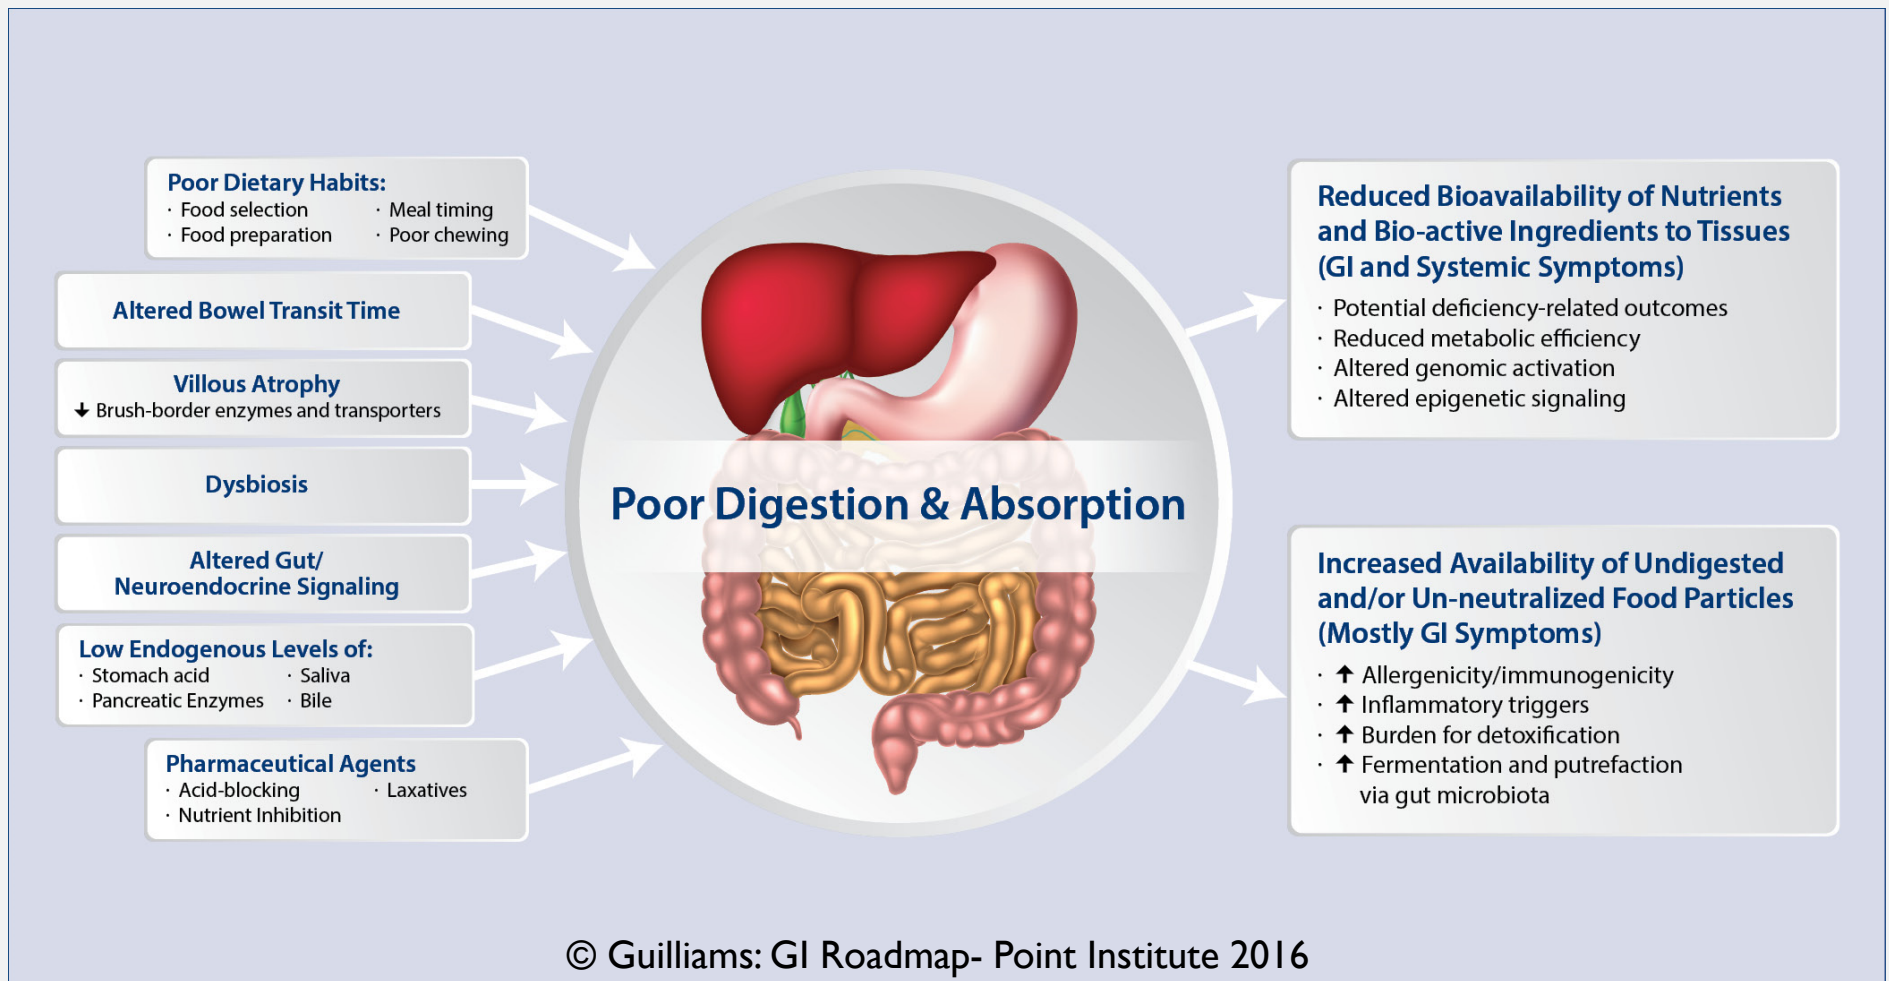 Poor Dietary Habits:
· Food selection · Meal timing
· Food preparation · Poor chewing
Altered Bowel Transit Time
Villous Atrophy
🡇 Brush-border enzymes and transporters
Dysbiosis
Altered Gut/
Neuroendocrine Signaling
Low Endogenous Levels of:
· Stomach acid · Saliva
· Pancreatic Enzymes · Bile
Pharmaceutical Agents
· Acid-blocking · Laxatives
· Nutrient Inhibition
Poor Digestion & Absorption
Reduced Bioavailability of Nutrients
and Bio-active Ingredients to Tissues
(GI and Systemic Symptoms)
· Potential deficiency-related outcomes
· Reduced metabolic efficiency
· Altered genomic activation
· Altered epigenetic signaling
Increased Availability of Undigested
and/or Un-neutralized Food Particles
(Mostly GI Symptoms)
· 🡅 Allergenicity/immunogenicity
· 🡅 Inflammatory triggers
· 🡅 Burden for detoxification
· 🡅 Fermentation and putrefaction
via gut microbiota
© Guilliams: GI Roadmap- Point Institute 2016